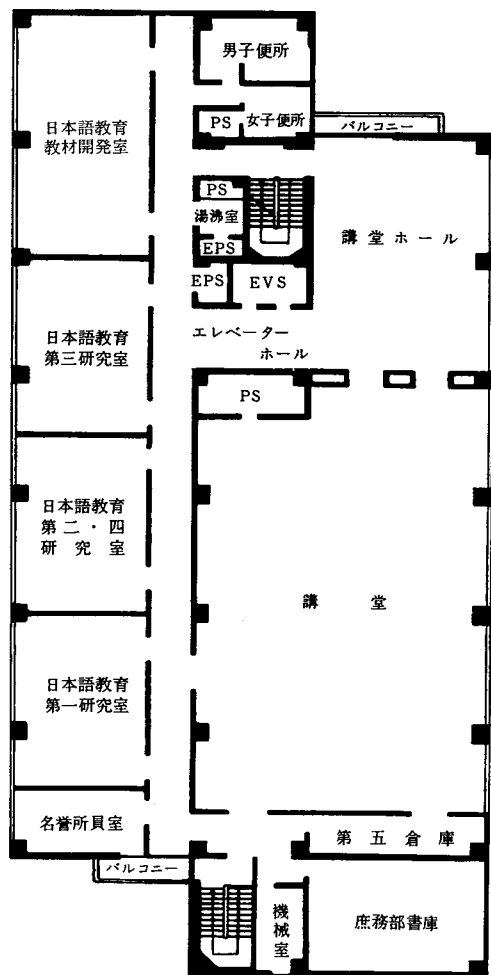 男子便所
PS
女子便所
バルコニー
日本語教育
教材開発室
PS
湯沸室
EPS
講堂ホール
EPS
EVS
エレベーター
ホール
日本語教育
第三研究室
PS
日本語教育
第二・四
研究室
講堂
日本語教育
第一研究室
名誉所員室
第五倉庫
バルコニー
機械室
庶務部書庫